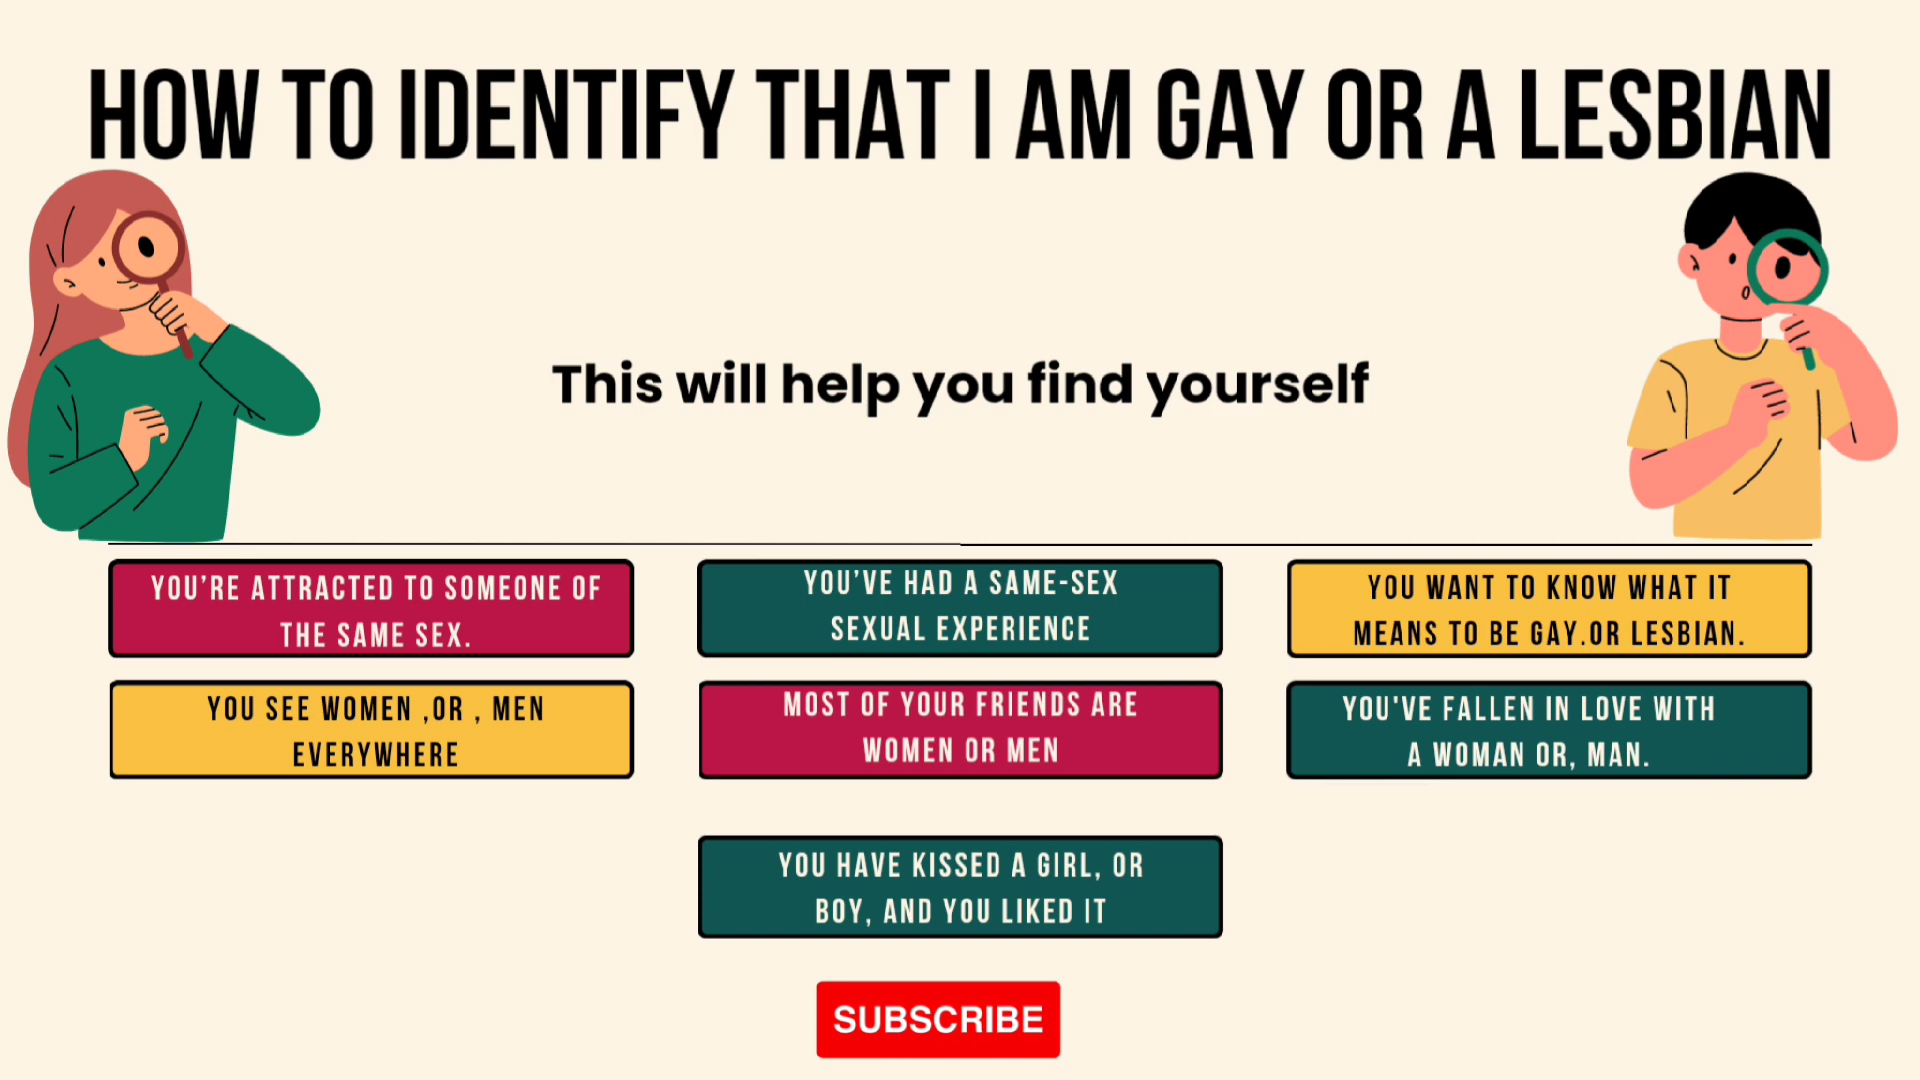 HOW TO IDENTIFY THAT I AM GAY OR A LESBIAN
This will help you find yourself
YOU’RE ATTRACTED TO SOMEONE OF
THE SAME SEX.
YOU’VE HAD A SAME-SEX
SEXUAL EXPERIENCE
YOU WANT TO KNOW WHAT IT
MEANS TO BE GAY.OR LESBIAN.
YOU SEE WOMEN ,OR , MEN
EVERYWHERE
MOST OF YOUR FRIENDS ARE
WOMEN OR MEN
YOU'VE FALLEN IN LOVE WITH
A WOMAN OR, MAN.
YOU HAVE KISSED A GIRL, OR
BOY, AND YOU LIKED IT
SUBSCRIBE